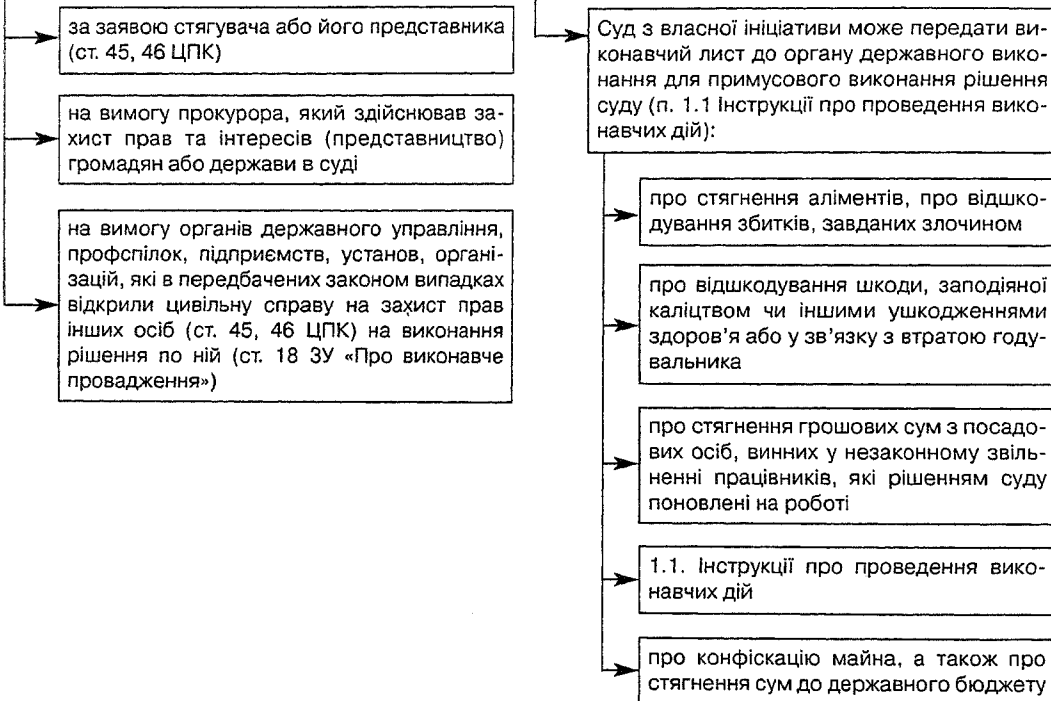 за заявою стягувача або його представника
(ст. 45, 46 ЦПК)
на вимогу прокурора, який здійснював за-
хист прав та інтересів (представництво)
громадян або держави в суді
на вимогу органів державного управління,
профспілок, підприємств, установ, органі-
зацій, які в передбачених законом випадках
відкрили цивільну справу на захист прав
інших осіб (ст. 45, 46 ЦПК) на виконання
рішення по ній (ст. 18 ЗУ «Про виконавче
провадження»)
Суд з власної ініціативи може передати ви-
конавчий лист до органу державного вико-
нання для примусового виконання рішення
суду (п. 1.1 Інструкції про проведення вико-
навчих дій):
про стягнення аліментів, про відшко-
дування збитків, завданих злочином
про відшкодування шкоди, заподіяної
каліцтвом чи іншими ушкодженнями
здоров'я або у зв'язку з втратою году-
вальника
про стягнення грошових сум з посадо-
вих осіб, винних у незаконному звіль-
ненні працівників, які рішенням суду
поновлені на роботі
1.1. Інструкції про проведення вико-
навчих дій
про конфіскацію майна, а також про
стягнення сум до державного бюджету